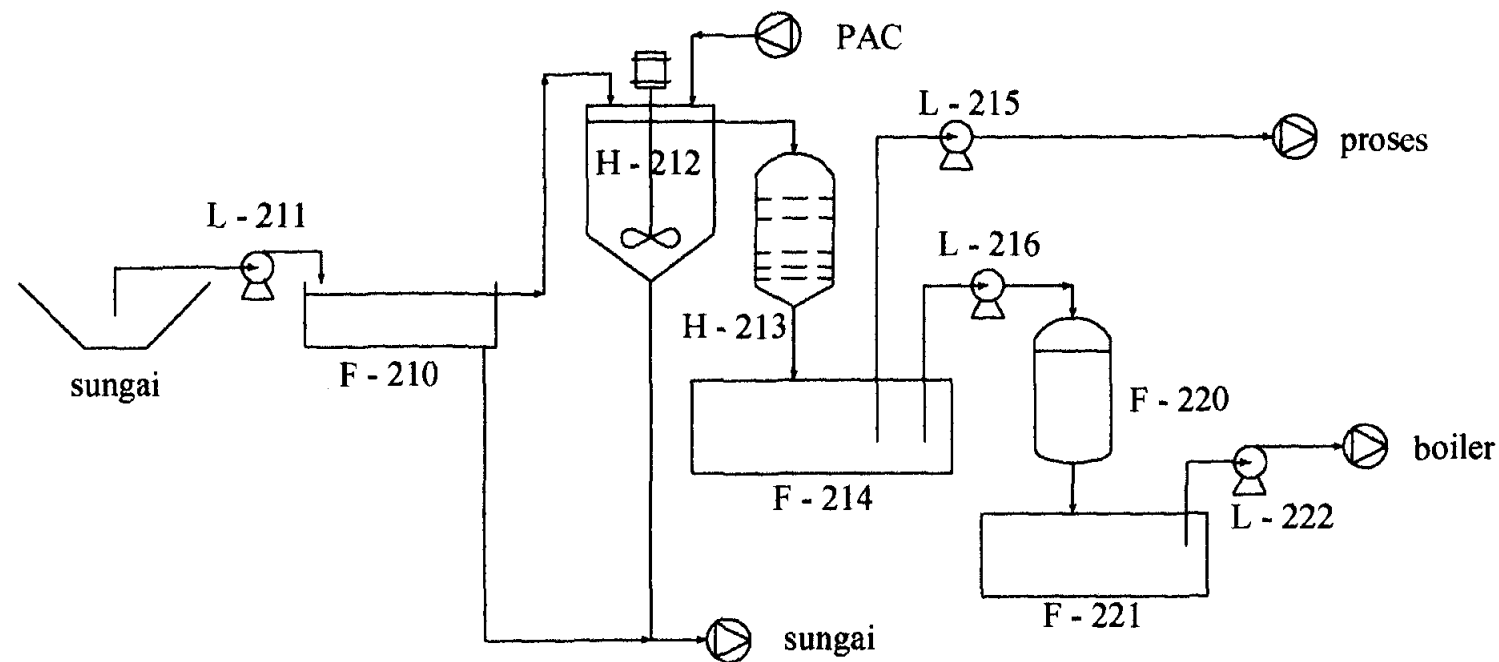 PAC
L - 215
proses
H - 212
L - 211
L - 216
H - 213
sungai
F - 210
F - 220
boiler
F - 214
L - 222
F - 221
sungai